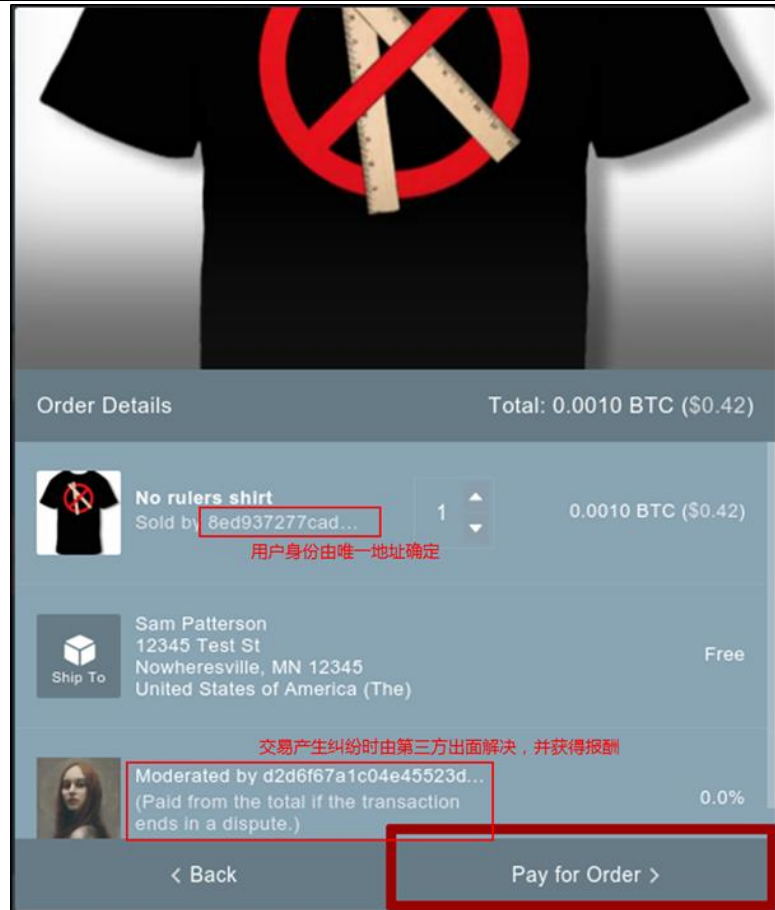 Order Details
Total: 0.0010 BTC ($0.42)
No rulers shirt
Sold by 8ed937277cad...
1
0.0010 BTC ($0.42)
用户身份由唯一地址确定
Ship To
Sam Patterson
12345 Test St
Nowheresville, MN 12345
United States of America (The)
Free
交易产生纠纷时由第三方出面解决，并获得报酬
Moderated by d2d6f67a1c04e45523d...
(Paid from the total if the transaction
ends in a dispute.)
0.0%
< Back
Pay for Order >